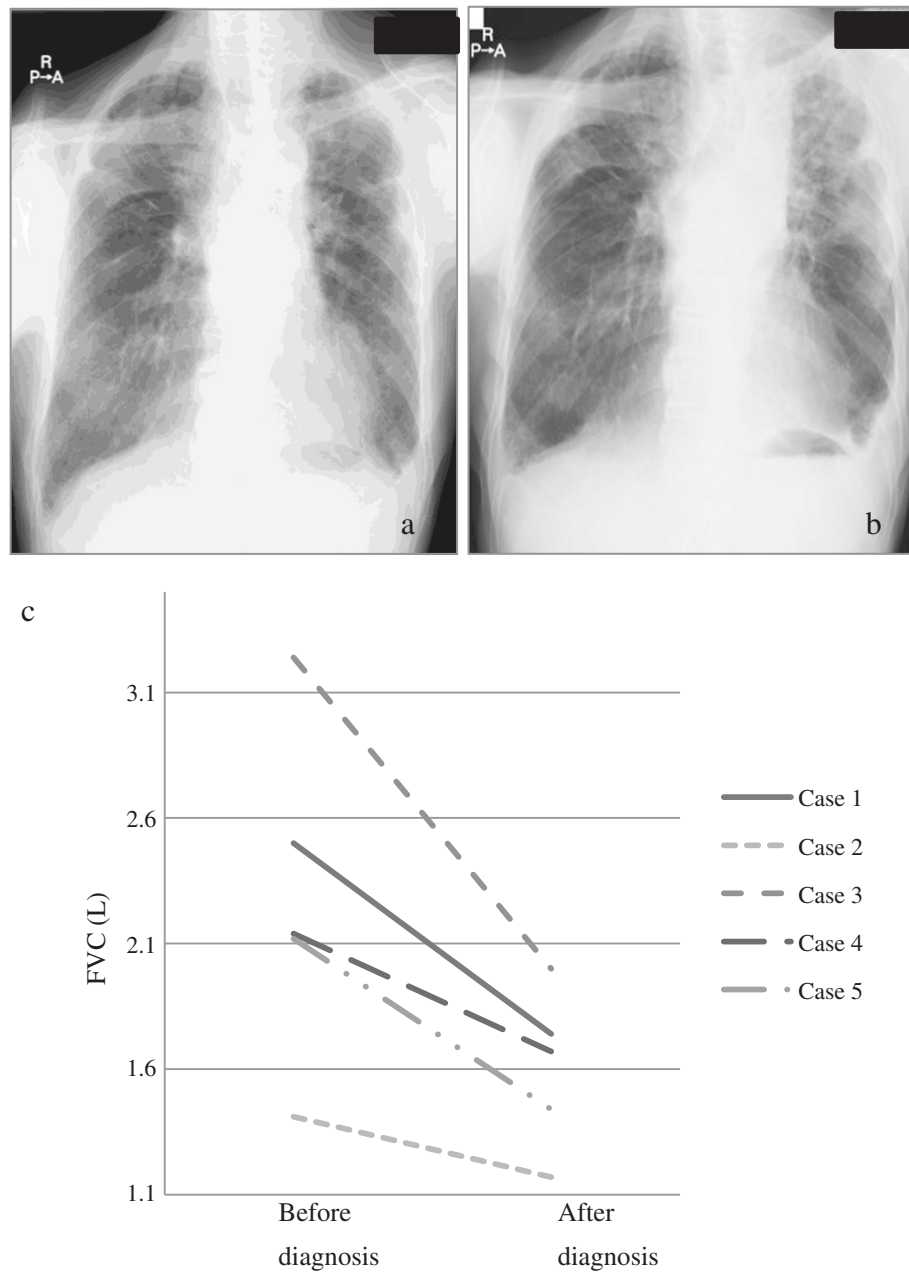 R
P→A
a
R
P→A
b
c
3.1
2.6
2.1
1.6
1.1
FVC (L)
Before
diagnosis
After
diagnosis
Case 1
Case 2
Case 3
Case 4
Case 5